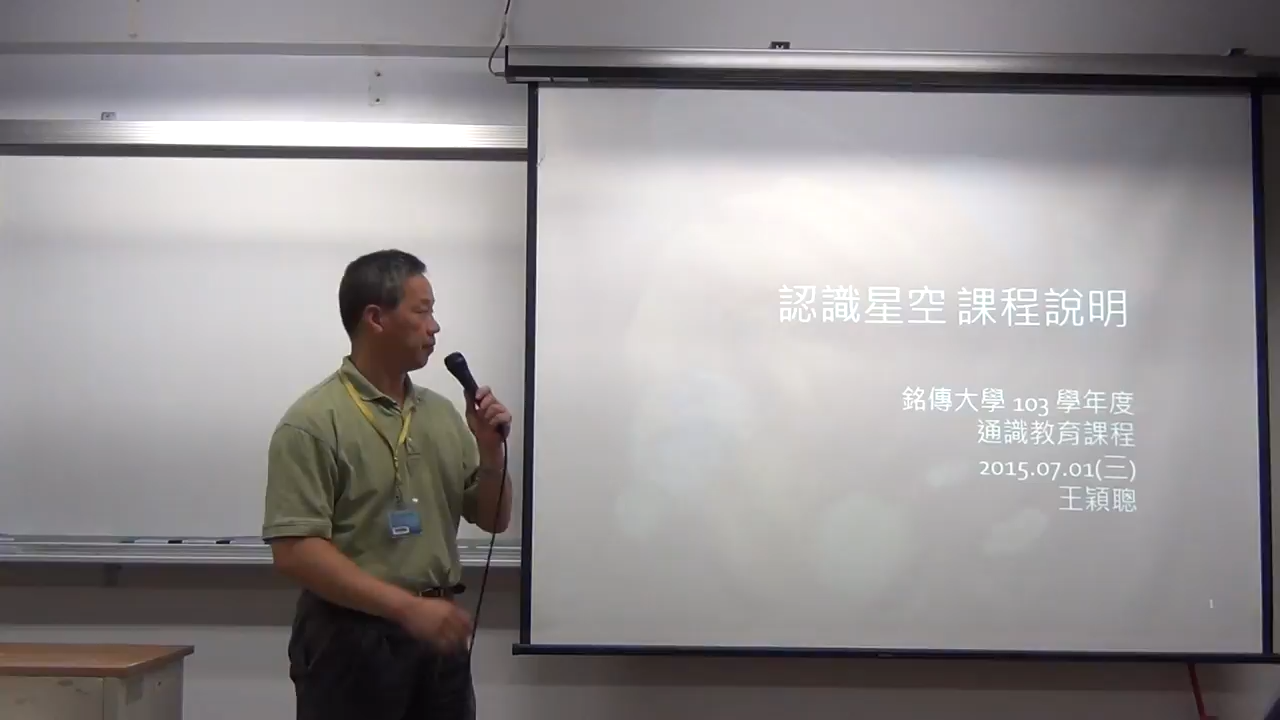 認識星空 課程說明
銘傳大學 103 學年度
通識教育課程
2015.07.01(三)
王穎聰
1